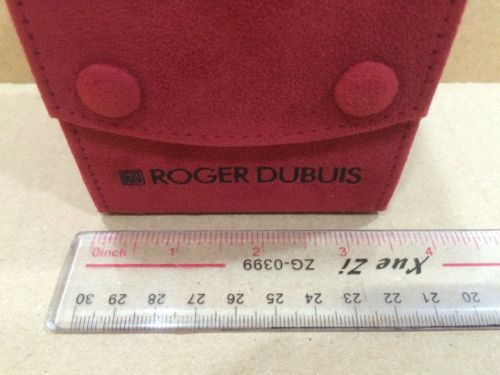 ROGER DUBUIS
0inch 1 2 3 4
ZG-0399 Xue Zi
30 29 28 27 26 25 24 23 22 21 20